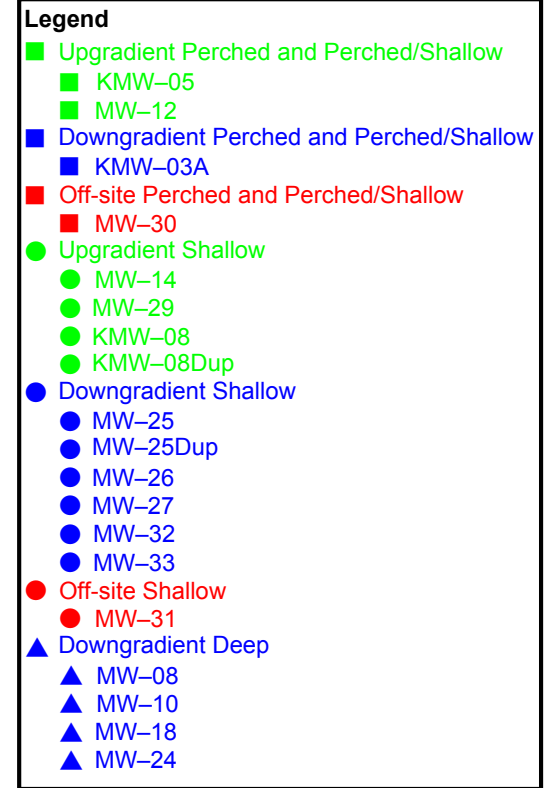 Legend
Upgradient Perched and Perched/Shallow
KMW–05
MW–12
Downgradient Perched and Perched/Shallow
KMW–03A
Off-site Perched and Perched/Shallow
MW–30
Upgradient Shallow
MW–14
MW–29
KMW–08
KMW–08Dup
Downgradient Shallow
MW–25
MW–25Dup
MW–26
MW–27
MW–32
MW–33
Off-site Shallow
MW–31
Downgradient Deep
MW–08
MW–10
MW–18
MW–24